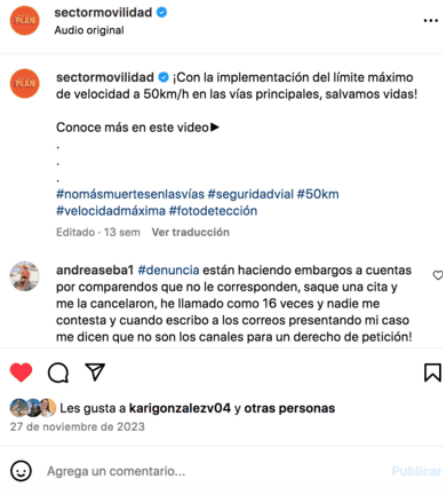 sectormovilidad
Audio original
PLAN
PLAN
sectormovilidad ¡Con la implementación del límite máximo
de velocidad a 50km/h en las vías principales, salvamos vidas!
Conoce más en este video▶
.
.
.
#nomásmuertesenlasvías #seguridadvial #50km
#velocidadmáxima #fotodetección
Editado · 13 sem Ver traducción
andreaseba1 #denuncia están haciendo embargos a cuentas
por comparendos que no le corresponden, saque una cita y
me la cancelaron, he llamado como 16 veces y nadie me
contesta y cuando escribo a los correos presentando mi caso
me dicen que no son los canales para un derecho de petición!
Les gusta a karigonzalezv04 y otras personas
27 de noviembre de 2023
Agrega un comentario...
Publicar